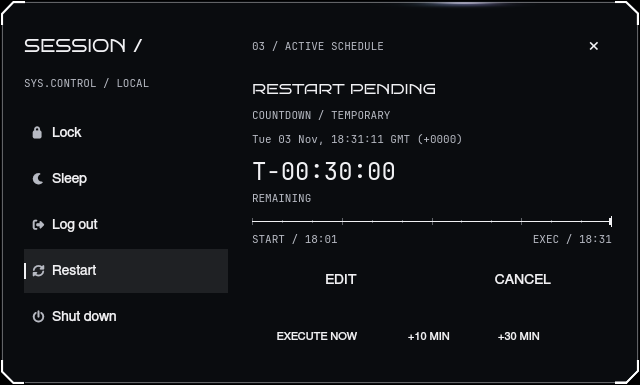 SESSION /
SYS.CONTROL / LOCAL
Lock
Sleep
Log out
Restart
Shut down
03 / ACTIVE SCHEDULE
RESTART PENDING
COUNTDOWN / TEMPORARY
Tue 03 Nov, 18:31:11 GMT (+0000)
T-00:30:00
REMAINING
START / 18:01 EXEC / 18:31
EDIT CANCEL
EXECUTE NOW +10 MIN +30 MIN